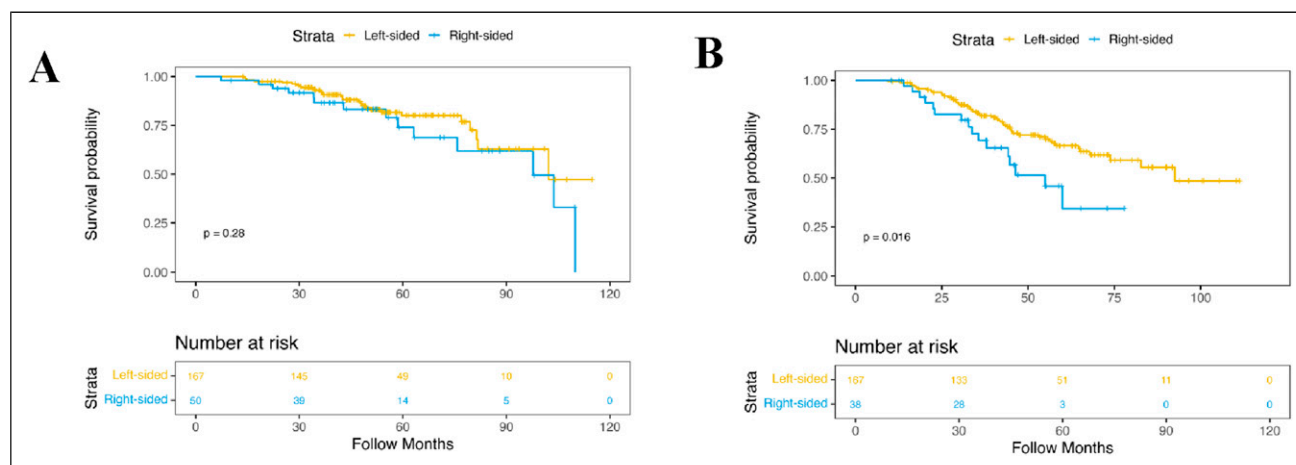 A
Strata Left-sided Right-sided
Survival probability
1.00
0.75
0.50
0.25
0.00
p = 0.28
0 30 60 90 120
Number at risk
Strata
Left-sided 167 145 49 10 0
Right-sided 50 39 14 5 0
0 30 60 90 120
Follow Months
B
Strata Left-sided Right-sided
Survival probability
1.00
0.75
0.50
0.25
0.00
p = 0.016
0 25 50 75 100
Number at risk
Strata
Left-sided 167 133 51 11 0
Right-sided 38 28 3 0 0
0 30 60 90 120
Follow Months